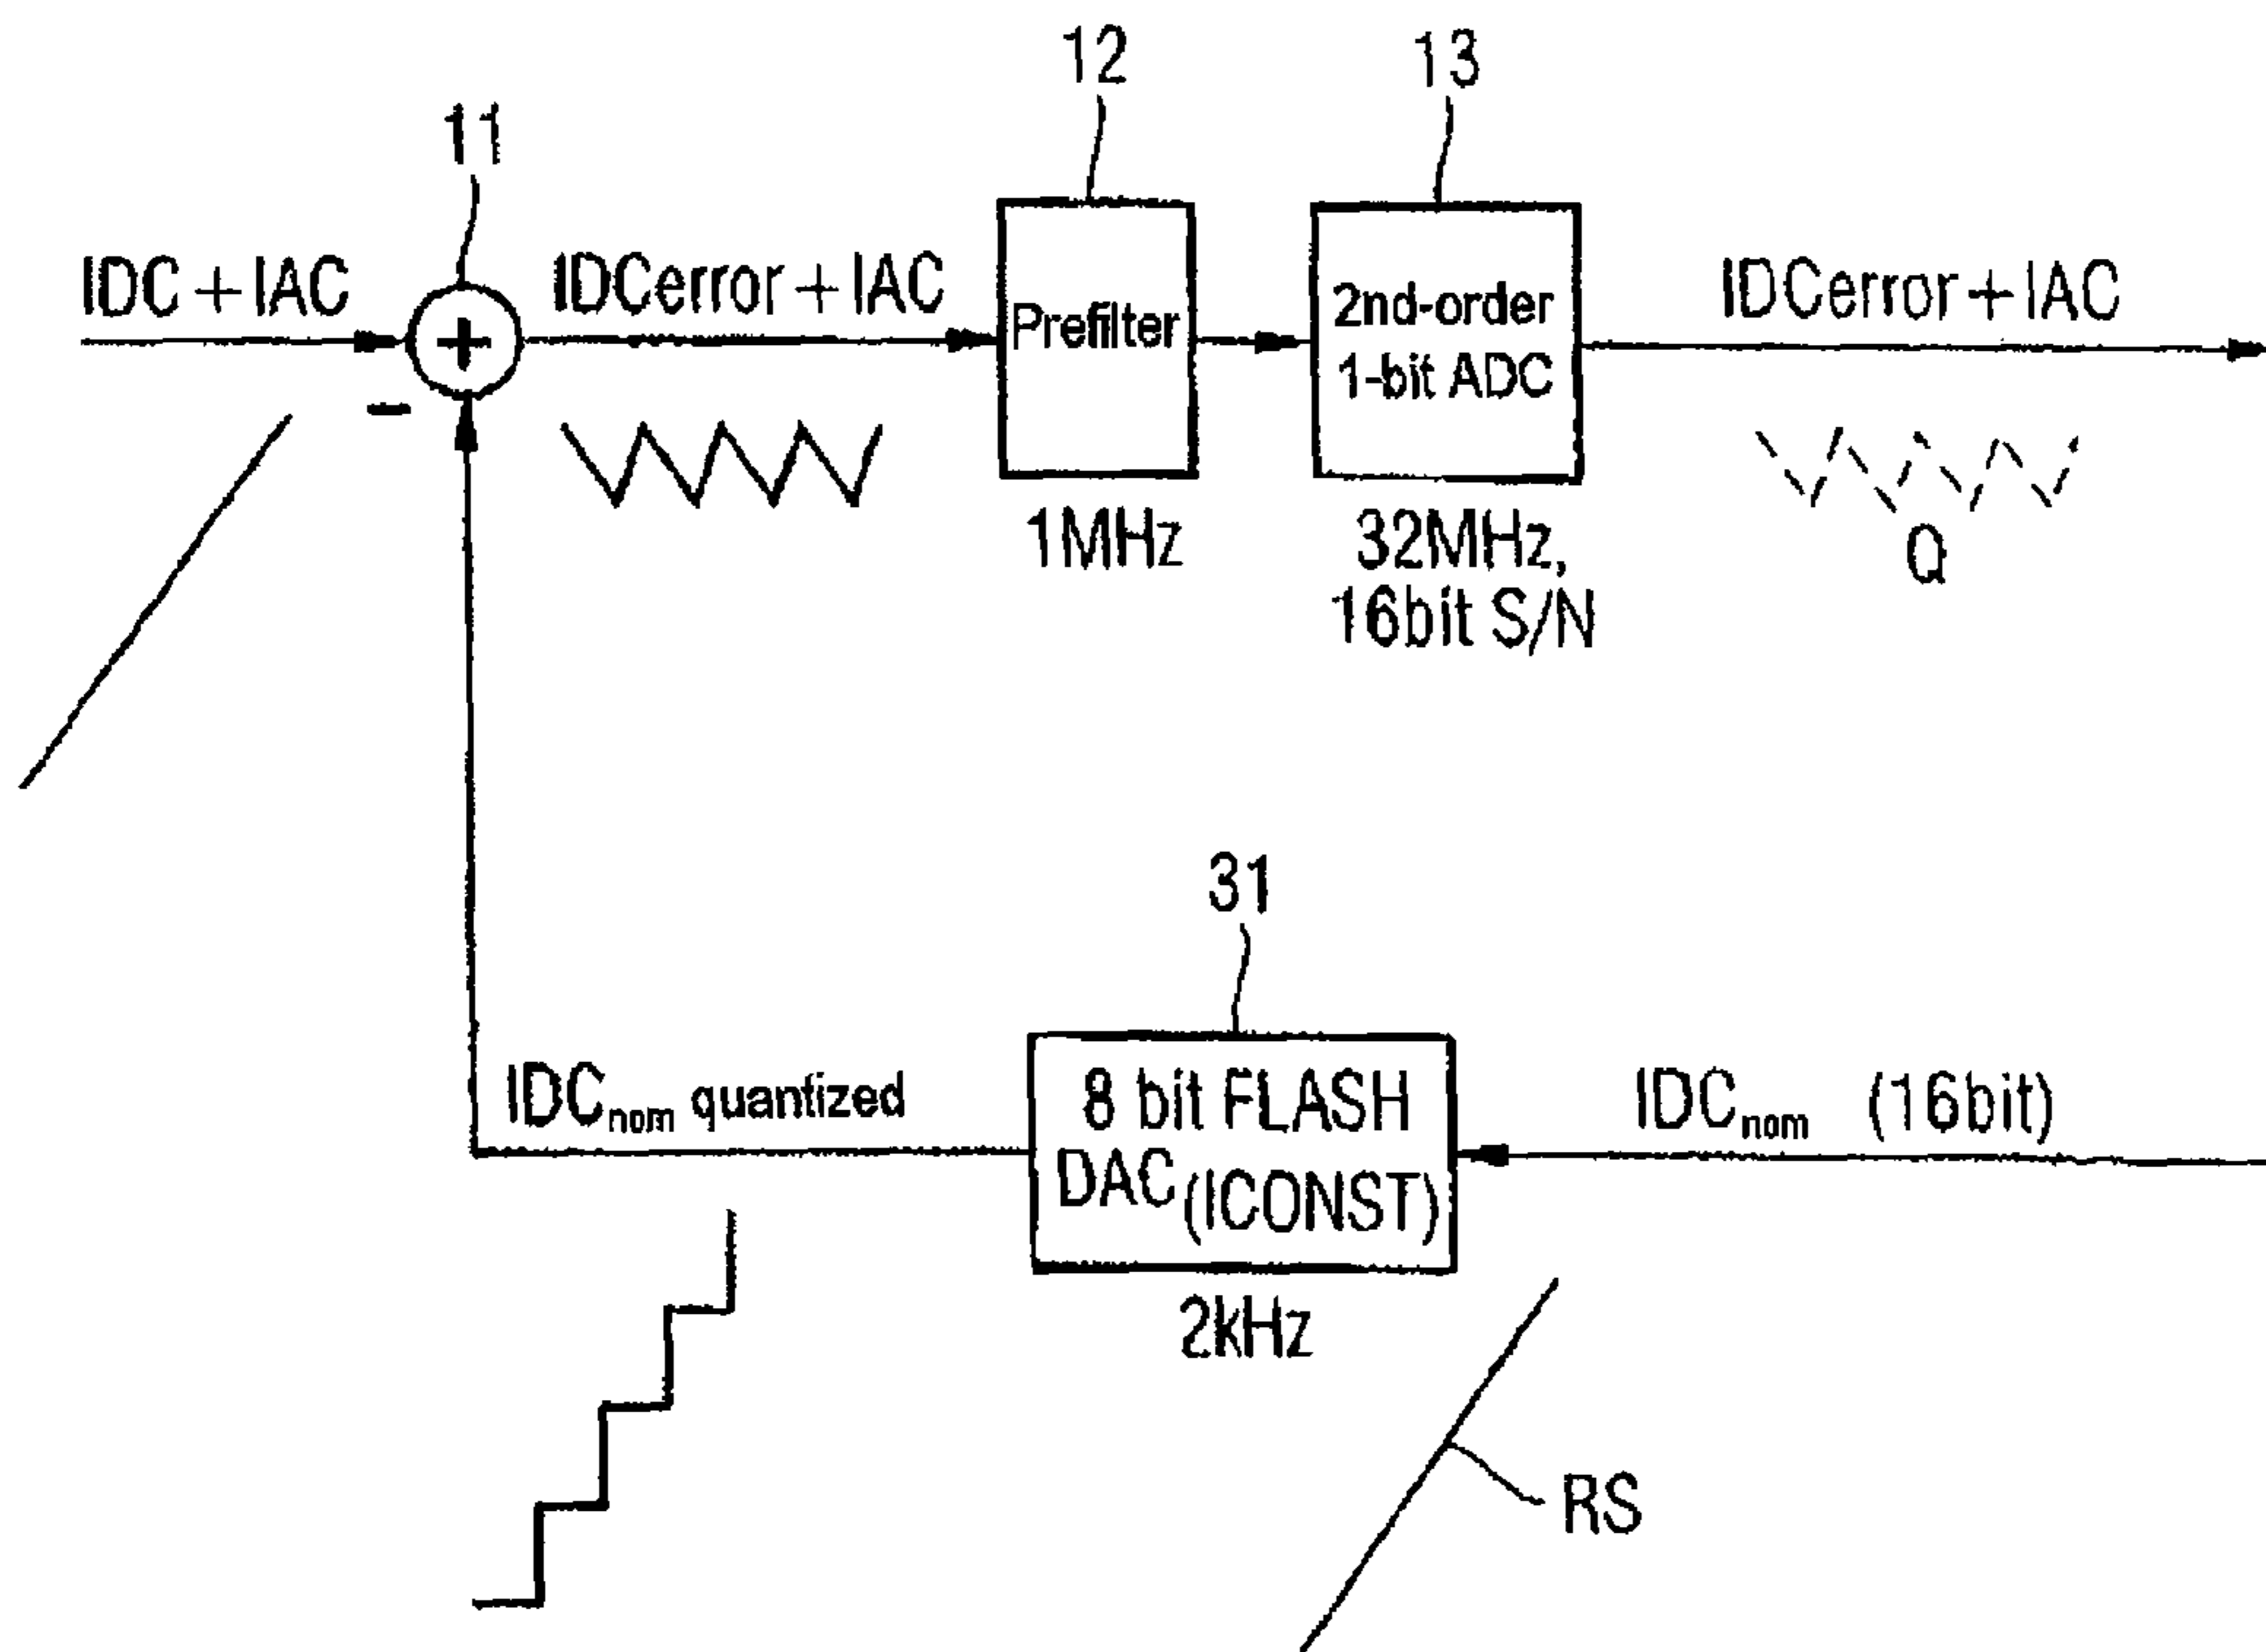 12
13
11
IDC + IAC
IDCerror + IAC
IDCerror + IAC
+
-
Prefilter
2nd-order
1-bit ADC
1MHz
32MHz,
16bit S/N
Q
31
IDCnom quantized
8 bit FLASH
DAC (ICONST)
IDCnom (16bit)
2kHz
RS